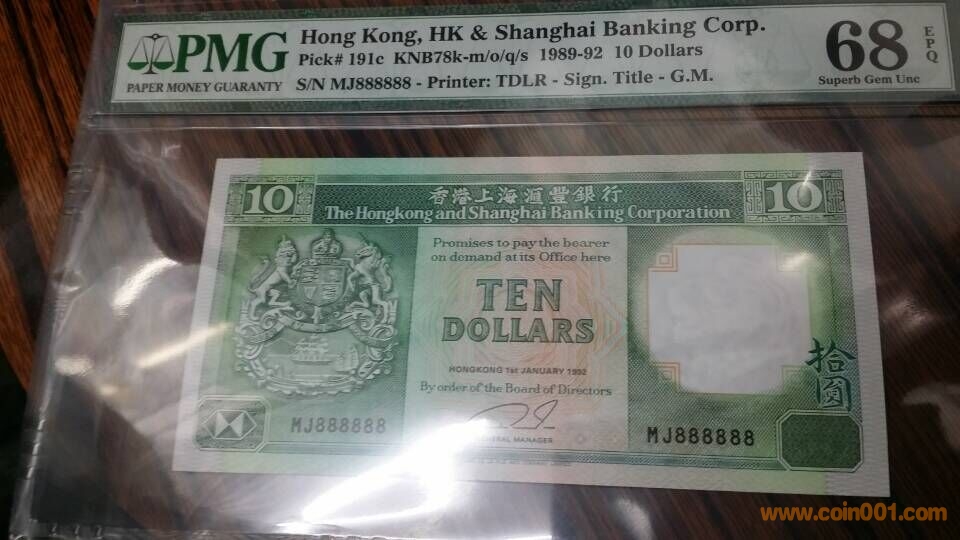 PMG
PAPER MONEY GUARANTY
Hong Kong, HK & Shanghai Banking Corp.
Pick# 191c KNB78k-m/o/q/s 1989-92 10 Dollars
S/N MJ888888 - Printer: TDLR - Sign. Title - G.M.
68
EPQ
Superb Gem Unc
10
香港上海滙豐銀行
10
The Hongkong and Shanghai Banking Corporation
Promises to pay the bearer
on demand at its Office here
TEN
DOLLARS
HONGKONG 1st JANUARY 1992
By order of the Board of Directors
拾圓
MJ888888
MJ888888
GENERAL MANAGER
www.coin001.com